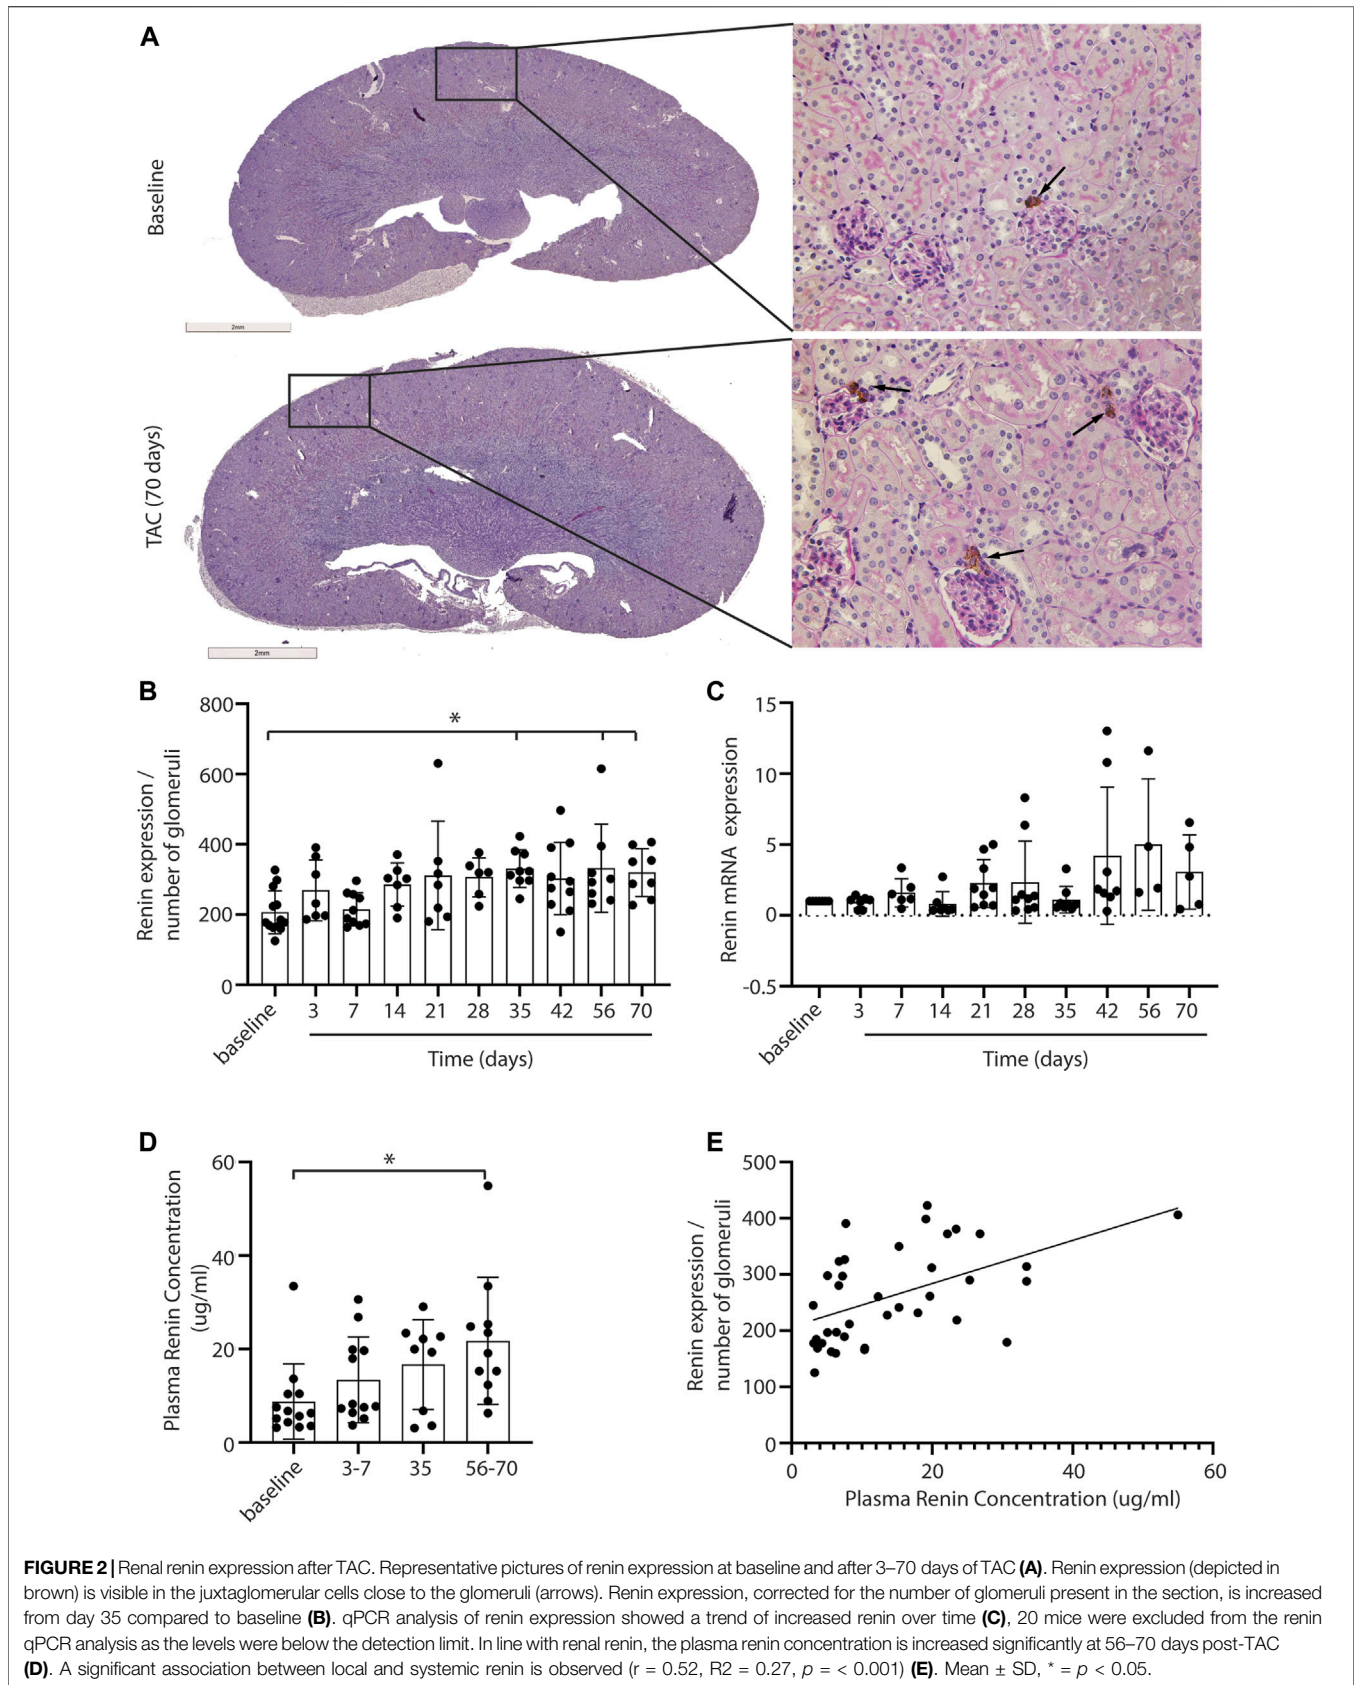 A
Baseline
2mm
TAC (70 days)
2mm
B
Renin expression /
number of glomeruli
800
600
400
200
0
*
baseline
3
7
14
21
28
35
42
56
70
Time (days)
C
Renin mRNA expression
15
10
5
0
-0.5
baseline
3
7
14
21
28
35
42
56
70
Time (days)
D
Plasma Renin Concentration
(ug/ml)
60
40
20
0
*
baseline
3-7
35
56-70
E
Renin expression /
number of glomeruli
500
400
300
200
100
0
0
20
40
60
Plasma Renin Concentration (ug/ml)
FIGURE 2 | Renal renin expression after TAC. Representative pictures of renin expression at baseline and after 3–70 days of TAC (A). Renin expression (depicted in
brown) is visible in the juxtaglomerular cells close to the glomeruli (arrows). Renin expression, corrected for the number of glomeruli present in the section, is increased
from day 35 compared to baseline (B). qPCR analysis of renin expression showed a trend of increased renin over time (C), 20 mice were excluded from the renin
qPCR analysis as the levels were below the detection limit. In line with renal renin, the plasma renin concentration is increased significantly at 56–70 days post-TAC
(D). A significant association between local and systemic renin is observed (r = 0.52, R2 = 0.27, p = < 0.001) (E). Mean ± SD, * = p < 0.05.